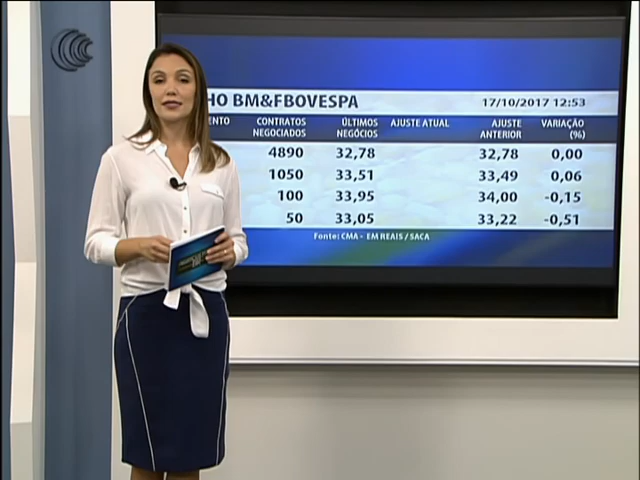 HO BM&FBOVESPA 17/10/2017 12:53
ENTO CONTRATOS NEGOCIADOS ÚLTIMOS NEGÓCIOS AJUSTE ATUAL AJUSTE ANTERIOR VARIAÇÃO (%)
4890 32,78 32,78 0,00
1050 33,51 33,49 0,06
100 33,95 34,00 -0,15
50 33,05 33,22 -0,51
Fonte: CMA - EM REAIS / SACA